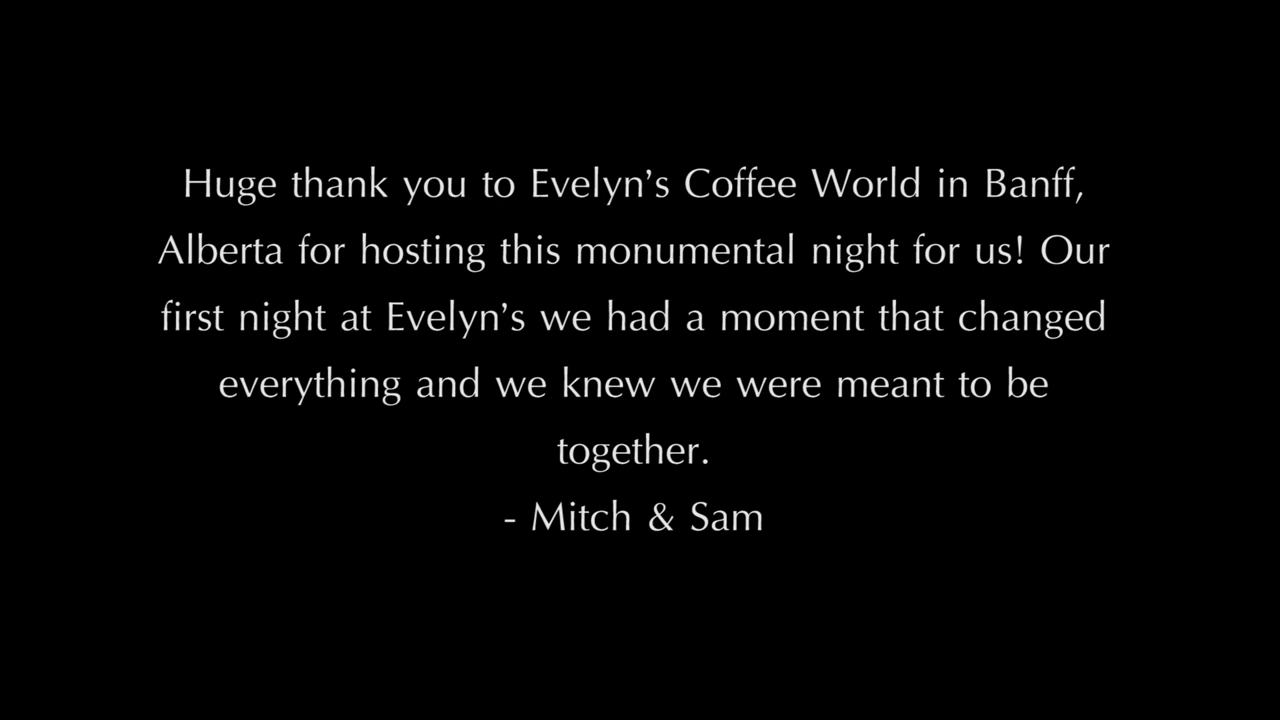 Huge thank you to Evelyn’s Coffee World in Banff,
Alberta for hosting this monumental night for us! Our
first night at Evelyn’s we had a moment that changed
everything and we knew we were meant to be
together.
- Mitch & Sam